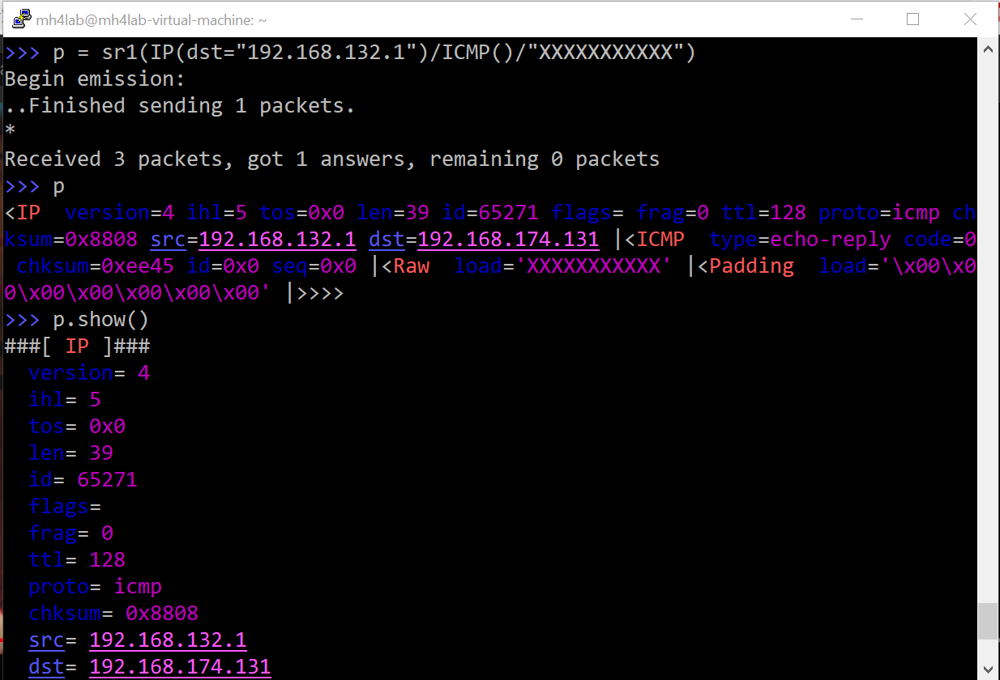 mh4lab@mh4lab-virtual-machine: ~
>>> p = sr1(IP(dst="192.168.132.1")/ICMP()/"XXXXXXXXXXX")
Begin emission:
..Finished sending 1 packets.
*
Received 3 packets, got 1 answers, remaining 0 packets
>>> p
<IP  version=4 ihl=5 tos=0x0 len=39 id=65271 flags= frag=0 ttl=128 proto=icmp ch
ksum=0x8808 src=192.168.132.1 dst=192.168.174.131 |<ICMP  type=echo-reply code=0
 chksum=0xee45 id=0x0 seq=0x0 |<Raw  load='XXXXXXXXXXX' |<Padding  load='\x00\x0
0\x00\x00\x00\x00\x00' |>>>>
>>> p.show()
###[ IP ]###
  version= 4
  ihl= 5
  tos= 0x0
  len= 39
  id= 65271
  flags=
  frag= 0
  ttl= 128
  proto= icmp
  chksum= 0x8808
  src= 192.168.132.1
  dst= 192.168.174.131